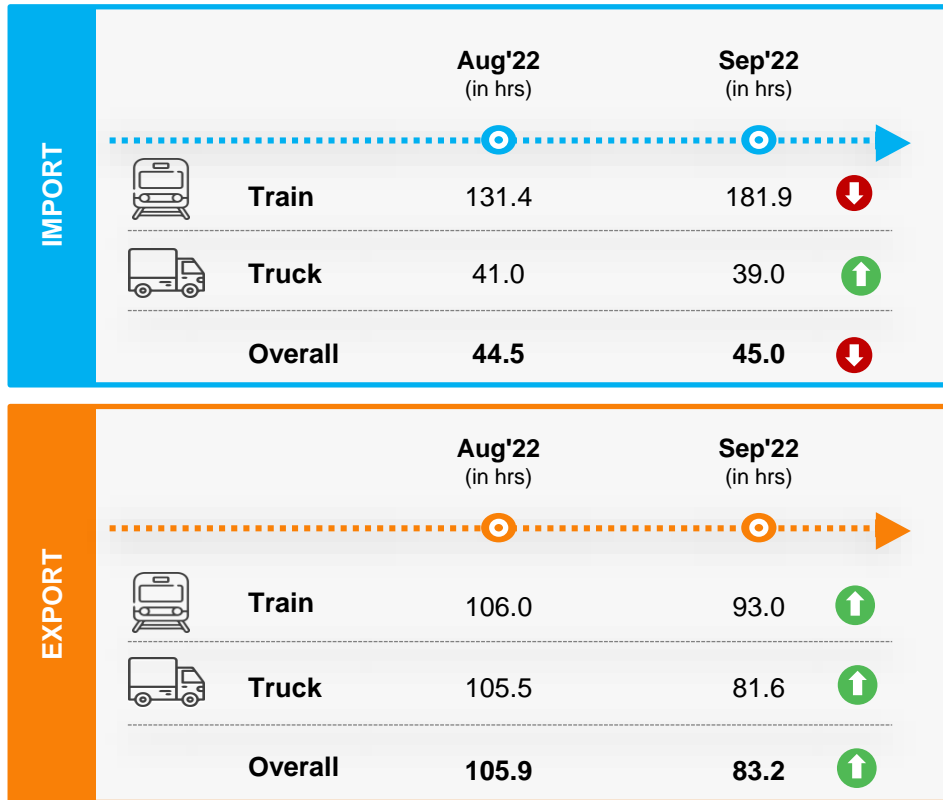 IMPORT
Aug'22 Sep'22
(in hrs) (in hrs)
Train 131.4 181.9
Truck 41.0 39.0
Overall 44.5 45.0
EXPORT
Aug'22 Sep'22
(in hrs) (in hrs)
Train 106.0 93.0
Truck 105.5 81.6
Overall 105.9 83.2